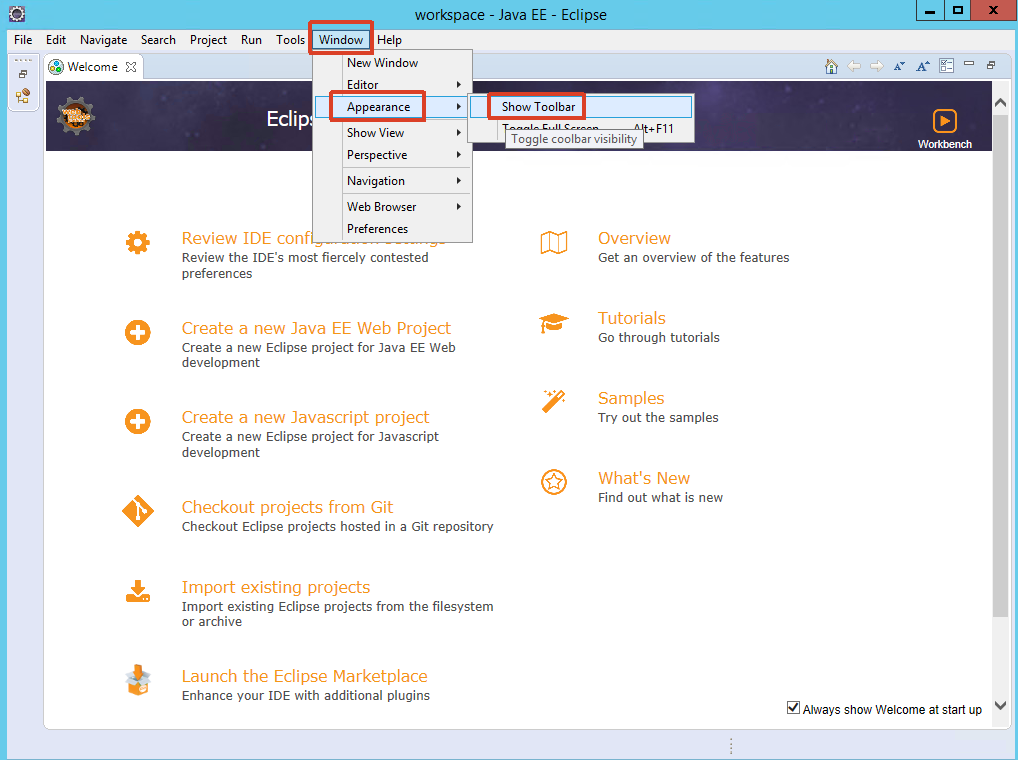 workspace - Java EE - Eclipse
File Edit Navigate Search Project Run Tools Window Help
Welcome
New Window
Editor
Appearance
Show View
Perspective
Navigation
Web Browser
Preferences
Show Toolbar
Toggle Full Screen Alt+F11
Toggle coolbar visibility
Eclips
Workbench
Review IDE configuration settings
Review the IDE's most fiercely contested
preferences
Create a new Java EE Web Project
Create a new Eclipse project for Java EE Web
development
Create a new Javascript project
Create a new Eclipse project for Javascript
development
Checkout projects from Git
Checkout Eclipse projects hosted in a Git repository
Import existing projects
Import existing Eclipse projects from the filesystem
or archive
Launch the Eclipse Marketplace
Enhance your IDE with additional plugins
Overview
Get an overview of the features
Tutorials
Go through tutorials
Samples
Try out the samples
What's New
Find out what is new
Always show Welcome at start up